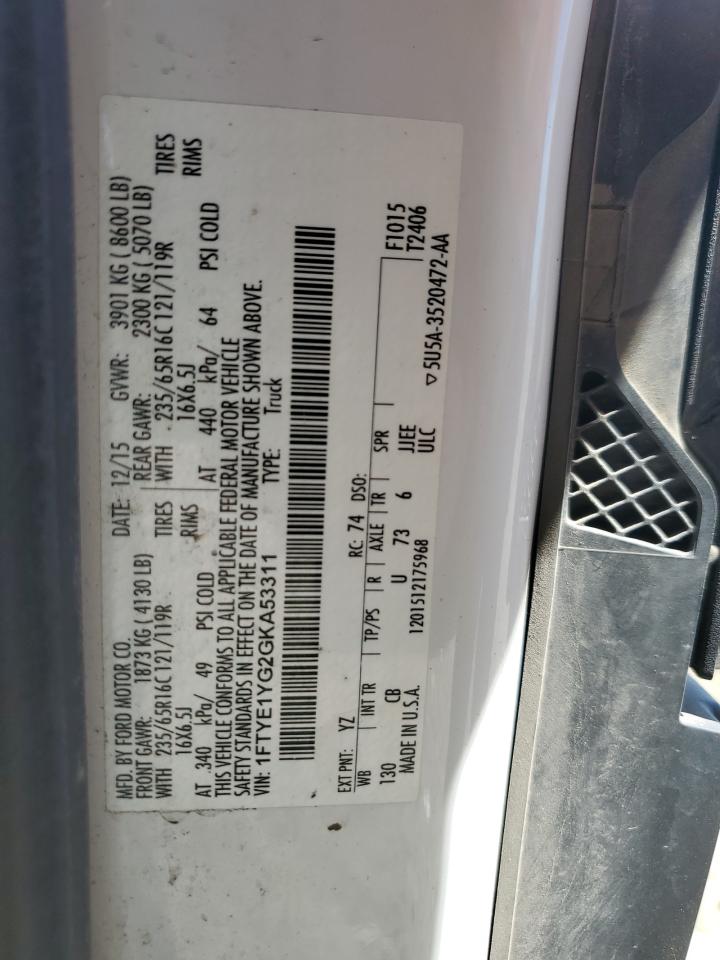 MFD. BY FORD MOTOR CO. DATE: 12/15 GVWR: 3901 KG ( 8600 LB)
FRONT GAWR: 1873 KG ( 4130 LB) REAR GAWR: 2300 KG ( 5070 LB)
WITH 235/65R16C 121/119R TIRES WITH 235/65R16C 121/119R TIRES
16X6.5J RIMS 16X6.5J RIMS
AT 340 kPa/ 49 PSI COLD AT 440 kPa/ 64 PSI COLD
THIS VEHICLE CONFORMS TO ALL APPLICABLE FEDERAL MOTOR VEHICLE
SAFETY STANDARDS IN EFFECT ON THE DATE OF MANUFACTURE SHOWN ABOVE.
VIN: 1FTYE1YG2GKA53311 TYPE: Truck
EXT PNT: YZ RC: 74 DSO: F1015
WB INT TR TP/PS R AXLE TR SPR T2406
130 CB U 73 6 JJEE
MADE IN U.S.A. 1201512175968 ULC ▽5U5A-3520472-AA